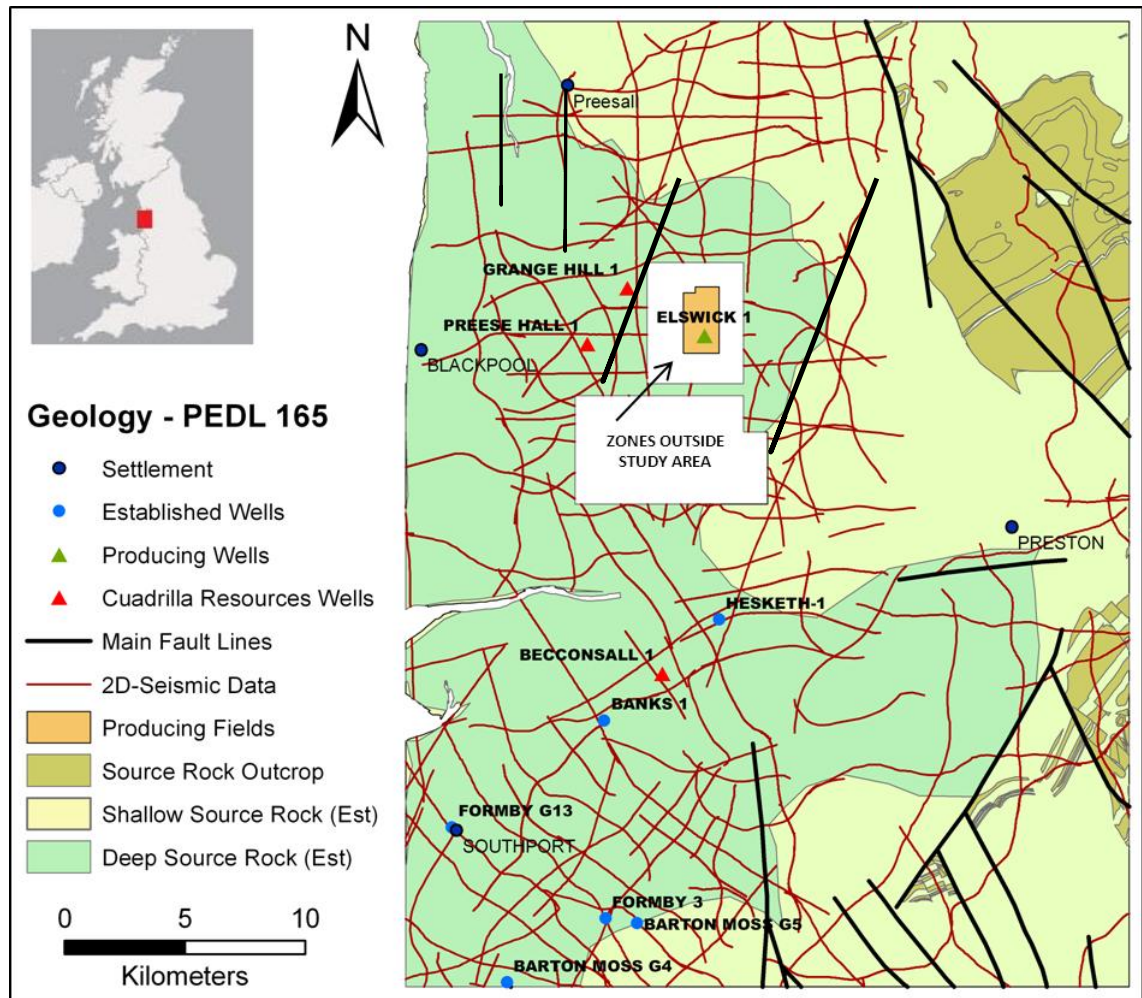 N
Preesall
GRANGE HILL 1
PREESE HALL 1
ELSWICK 1
BLACKPOOL
ZONES OUTSIDE
STUDY AREA
PRESTON
HESKETH-1
BECCONSALL 1
BANKS 1
FORMBY G13
SOUTHPORT
FORMBY 3
BARTON MOSS G5
BARTON MOSS G4
Geology - PEDL 165
Settlement
Established Wells
Producing Wells
Cuadrilla Resources Wells
Main Fault Lines
2D-Seismic Data
Producing Fields
Source Rock Outcrop
Shallow Source Rock (Est)
Deep Source Rock (Est)
0 5 10
Kilometers